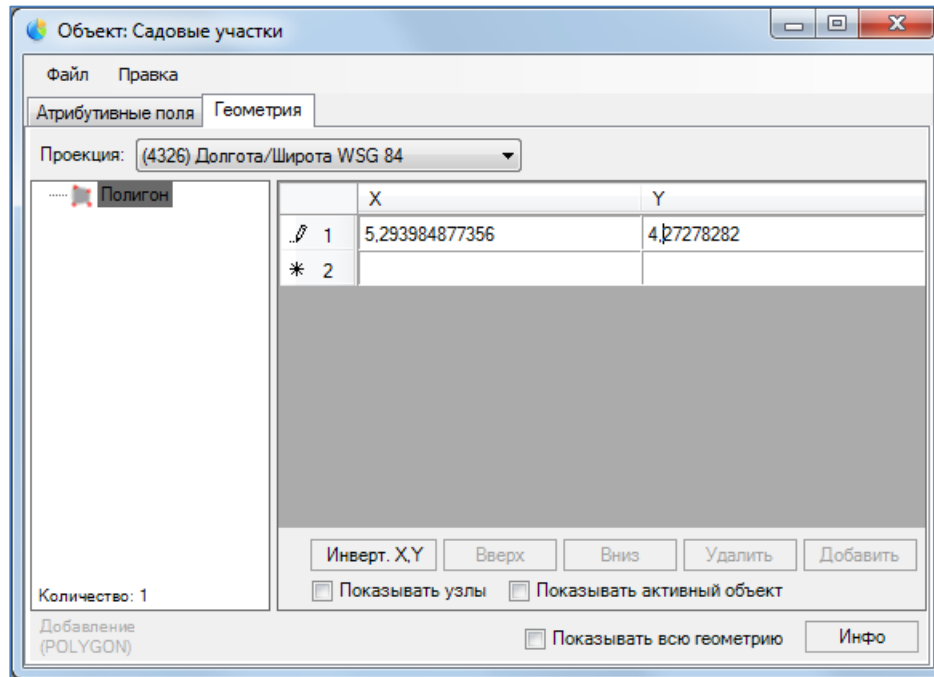 Объект: Садовые участки
Файл Правка
Атрибутивные поля Геометрия
Проекция: (4326) Долгота/Широта WSG 84
Полигон
X Y
1 5,293984877356 4,27278282
* 2
Инверт. X,Y Вверх Вниз Удалить Добавить
Показывать узлы Показывать активный объект
Количество: 1
Добавление
(POLYGON)
Показывать всю геометрию Инфо